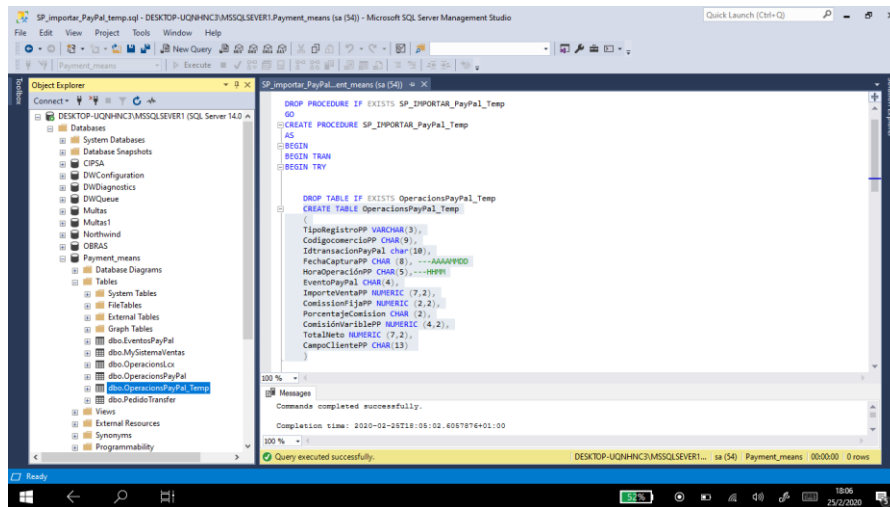 SP_importar_PayPal_temp.sql - DESKTOP-UQNHNC3\MSSQLSEVER1.Payment_means (sa (54)) - Microsoft SQL Server Management Studio
Quick Launch (Ctrl+Q)
File Edit View Project Tools Window Help
New Query
Payment_means Execute
Toolbox
Object Explorer
SP_importar_PayPal...ent_means (sa (54))
Connect
DESKTOP-UQNHNC3\MSSQLSEVER1 (SQL Server 14.0
Databases
System Databases
Database Snapshots
CIPSA
DWConfiguration
DWDiagnostics
DWQueue
Multas
Multas1
Northwind
OBRAS
Payment_means
Database Diagrams
Tables
System Tables
FileTables
External Tables
Graph Tables
dbo.EventosPayPal
dbo.MySistemaVentas
dbo.OperacionsLcx
dbo.OperacionsPayPal
dbo.OperacionsPayPal_Temp
dbo.PedidoTransfer
Views
External Resources
Synonyms
Programmability
DROP PROCEDURE IF EXISTS SP_IMPORTAR_PayPal_Temp
GO
CREATE PROCEDURE SP_IMPORTAR_PayPal_Temp
AS
BEGIN
BEGIN TRAN
BEGIN TRY
DROP TABLE IF EXISTS OperacionsPayPal_Temp
CREATE TABLE OperacionsPayPal_Temp
(
TipoRegistroPP VARCHAR(3),
CodigocomercioPP CHAR(9),
IdtransacionPayPal char(10),
FechaCapturaPP CHAR (8), ---AAAAMMDD
HoraOperaciónPP CHAR(5),---HHMM
EventoPayPal CHAR(4),
ImporteVentaPP NUMERIC (7,2),
ComissionFijaPP NUMERIC (2,2),
PorcentajeComision CHAR (2),
ComisiónVariblePP NUMERIC (4,2),
TotalNeto NUMERIC (7,2),
CampoClientePP CHAR(13)
)
100 %
Messages
Commands completed successfully.
Completion time: 2020-02-25T18:05:02.6057876+01:00
100 %
Query executed successfully.
DESKTOP-UQNHNC3\MSSQLSEVER1... sa (54) Payment_means 00:00:00 0 rows
Ready
52%
18:06
25/2/2020